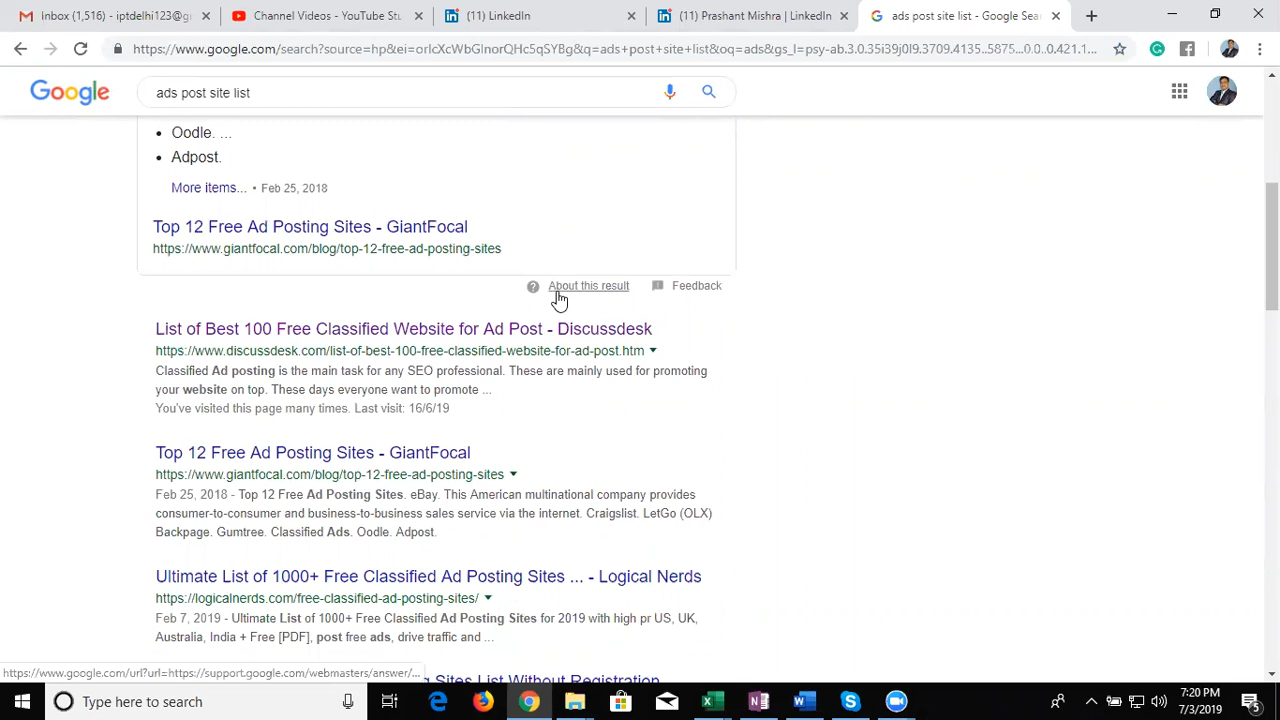 Inbox (1,516) - iptdelhi123@g
Channel Videos - YouTube Stu
(11) LinkedIn
(11) Prashant Mishra | LinkedIn
ads post site list - Google Sear
https://www.google.com/search?source=hp&ei=orIcXcWbGlnorQHc5qSYBg&q=ads+post+site+list&oq=ads&gs_l=psy-ab.3.0.35i39j0l9.3709.4135..5875...0.0..0.421.1...
Google
ads post site list
Oodle. ...
Adpost.
More items... • Feb 25, 2018
Top 12 Free Ad Posting Sites - GiantFocal
https://www.giantfocal.com/blog/top-12-free-ad-posting-sites
About this result
Feedback
List of Best 100 Free Classified Website for Ad Post - Discussdesk
https://www.discussdesk.com/list-of-best-100-free-classified-website-for-ad-post.htm
Classified Ad posting is the main task for any SEO professional. These are mainly used for promoting
your website on top. These days everyone want to promote ...
You've visited this page many times. Last visit: 16/6/19
Top 12 Free Ad Posting Sites - GiantFocal
https://www.giantfocal.com/blog/top-12-free-ad-posting-sites
Feb 25, 2018 - Top 12 Free Ad Posting Sites. eBay. This American multinational company provides
consumer-to-consumer and business-to-business sales service via the internet. Craigslist. LetGo (OLX)
Backpage. Gumtree. Classified Ads. Oodle. Adpost.
Ultimate List of 1000+ Free Classified Ad Posting Sites ... - Logical Nerds
https://logicalnerds.com/free-classified-ad-posting-sites/
Feb 7, 2019 - Ultimate List of 1000+ Free Classified Ad Posting Sites for 2019 with high pr US, UK,
Australia, India + Free [PDF], post free ads, drive traffic and ...
https://www.google.com/url?url=https://support.google.com/webmasters/answer/...
Sites List Without Registration
Type here to search
7:20 PM
7/3/2019
5